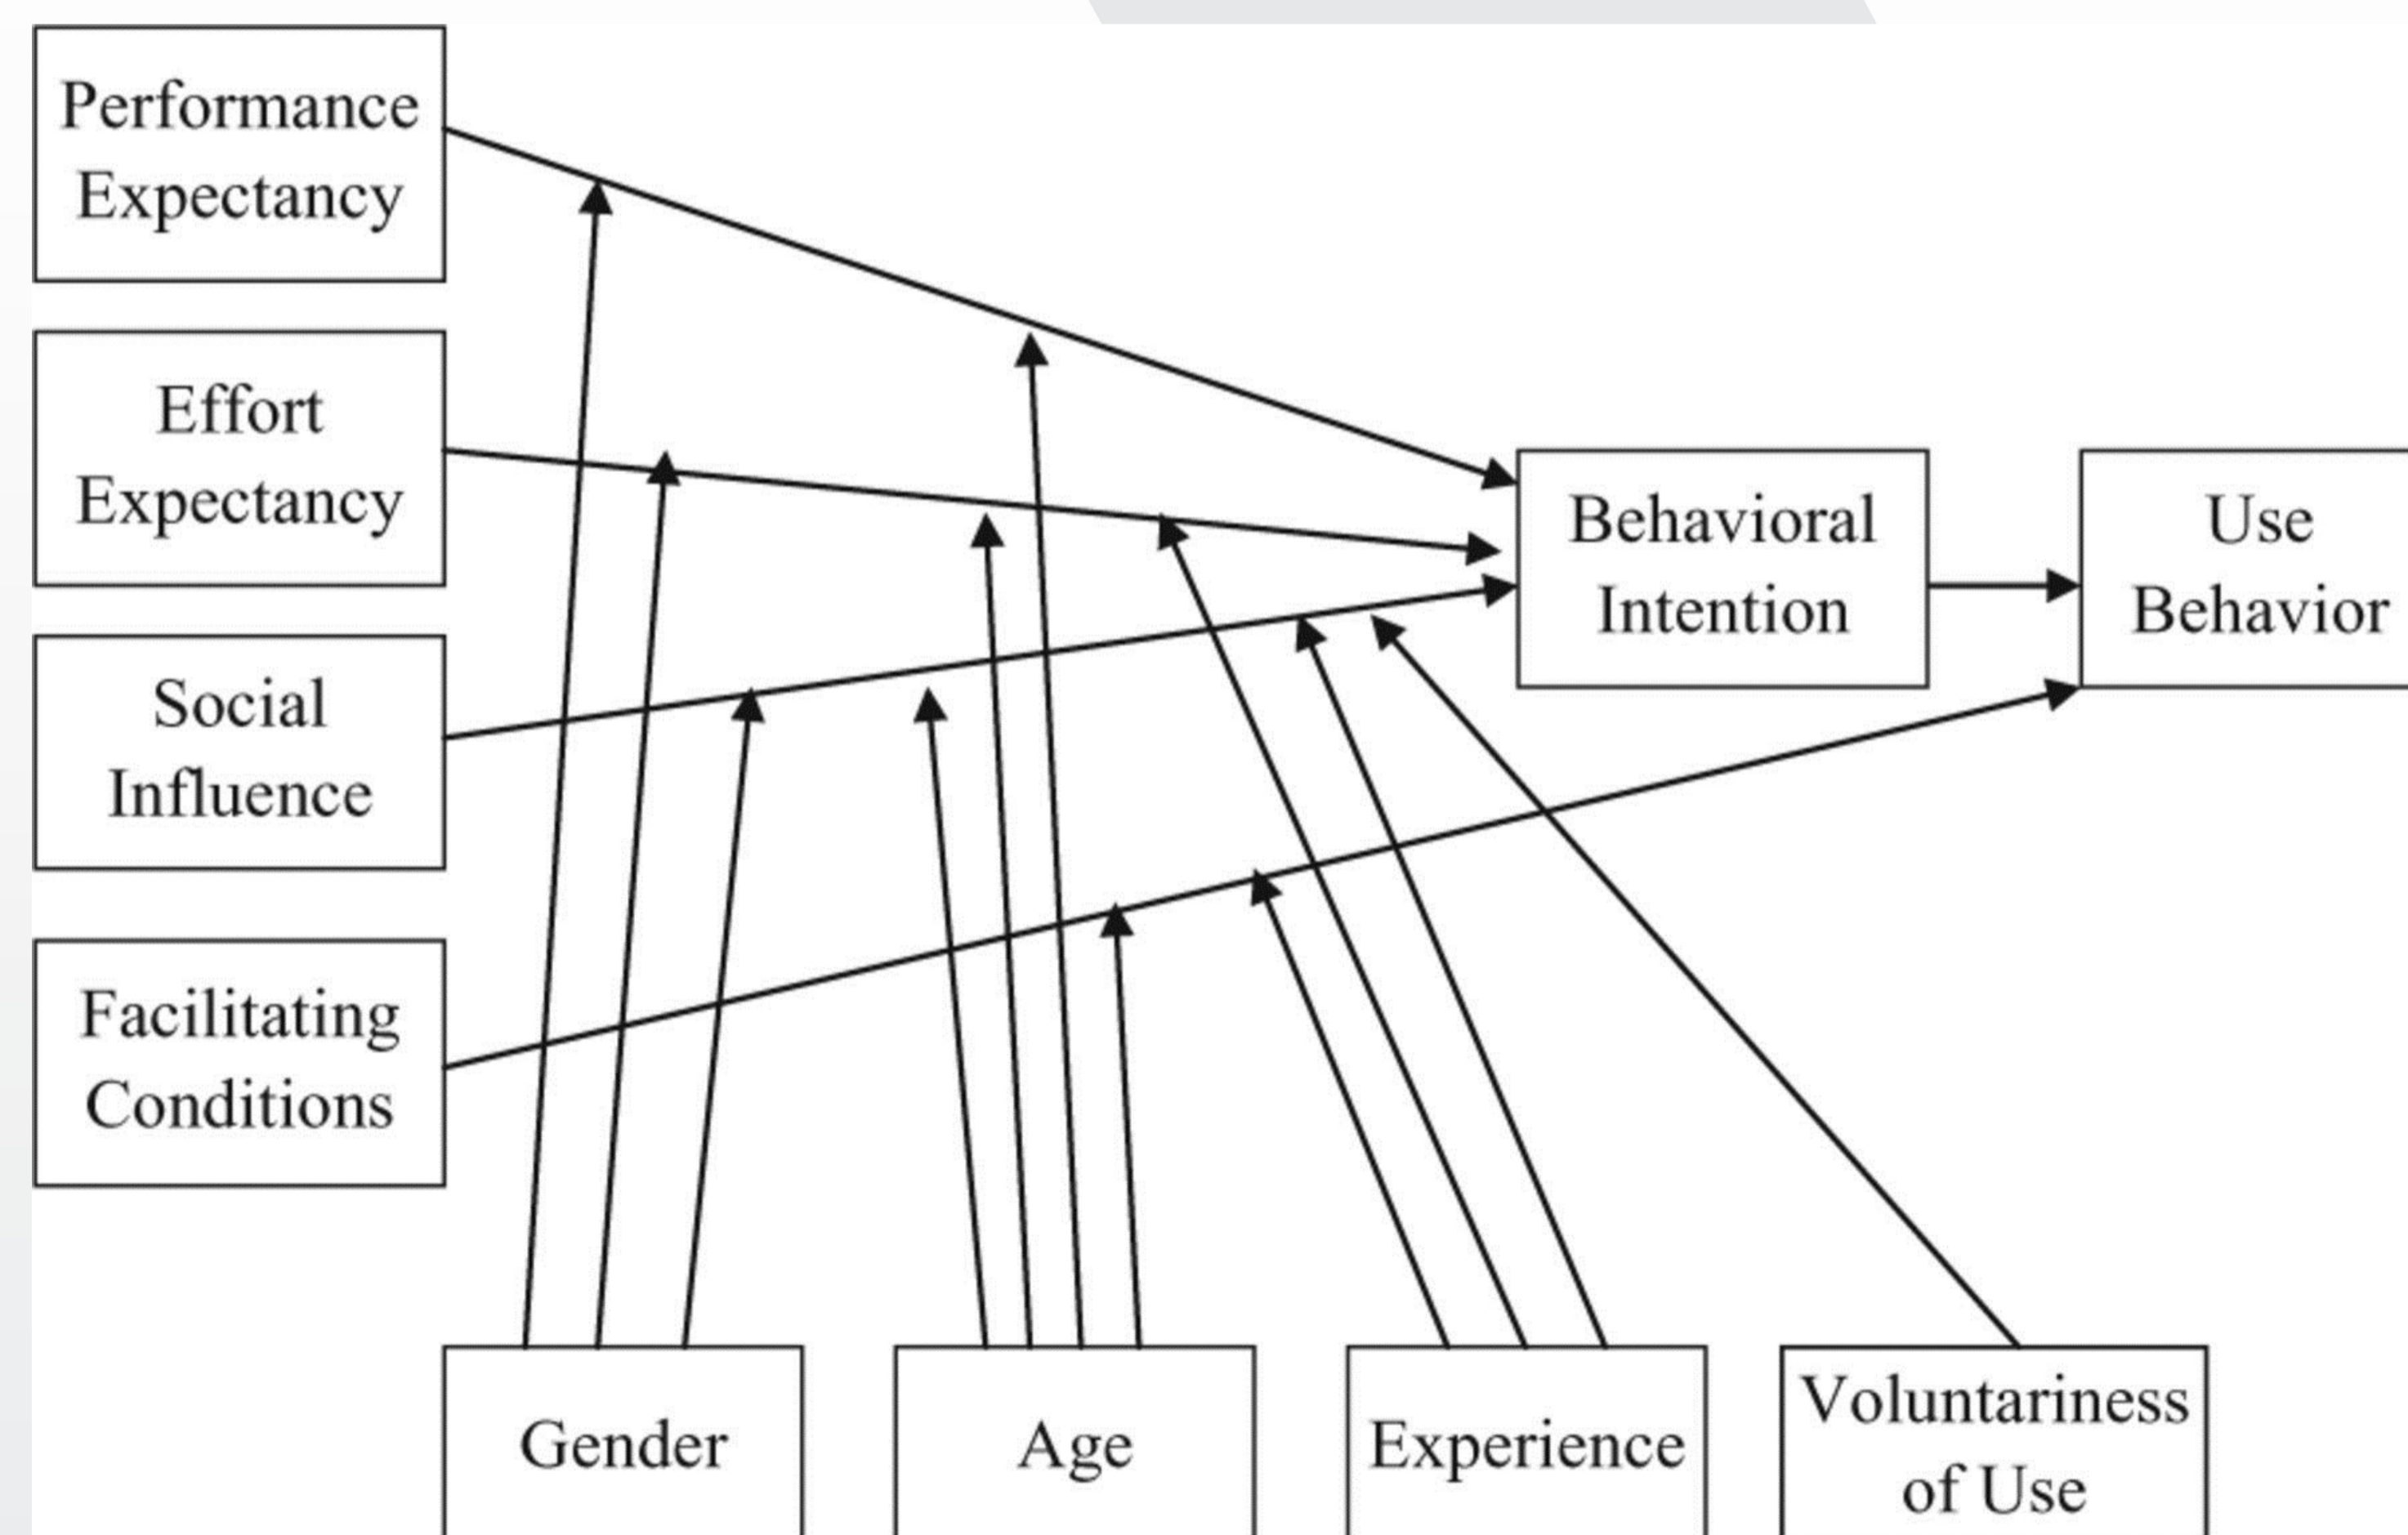 Performance
Expectancy
Effort
Expectancy
Social
Influence
Facilitating
Conditions
Behavioral
Intention
Use
Behavior
Gender
Age
Experience
Voluntariness
of Use